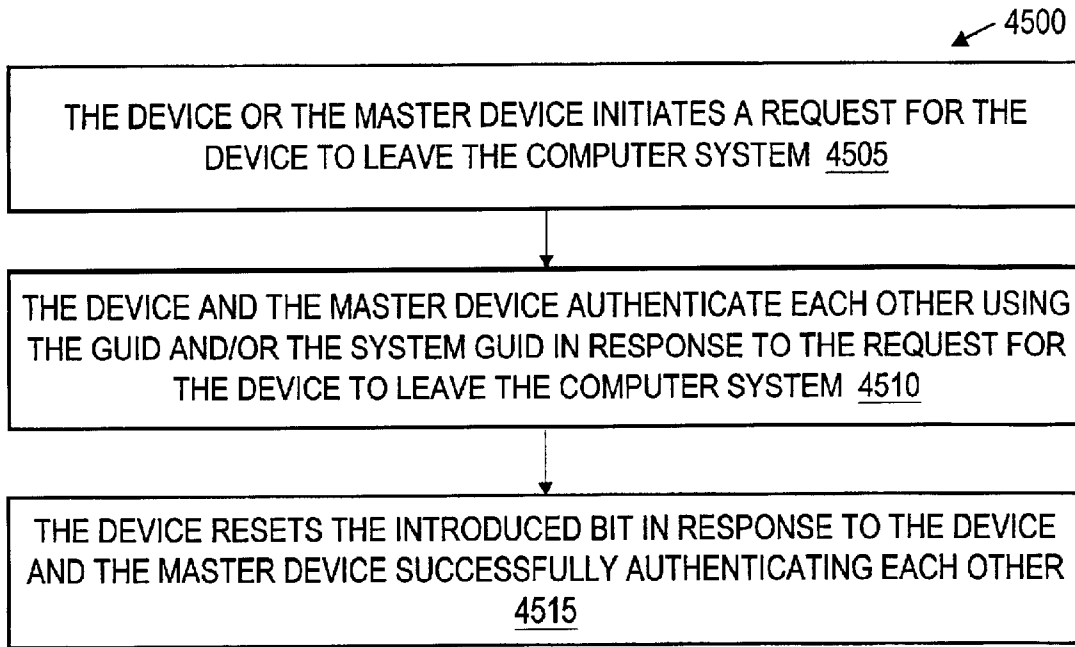 4500
THE DEVICE OR THE MASTER DEVICE INITIATES A REQUEST FOR THE
DEVICE TO LEAVE THE COMPUTER SYSTEM 4505
THE DEVICE AND THE MASTER DEVICE AUTHENTICATE EACH OTHER USING
THE GUID AND/OR THE SYSTEM GUID IN RESPONSE TO THE REQUEST FOR
THE DEVICE TO LEAVE THE COMPUTER SYSTEM 4510
THE DEVICE RESETS THE INTRODUCED BIT IN RESPONSE TO THE DEVICE
AND THE MASTER DEVICE SUCCESSFULLY AUTHENTICATING EACH OTHER
4515